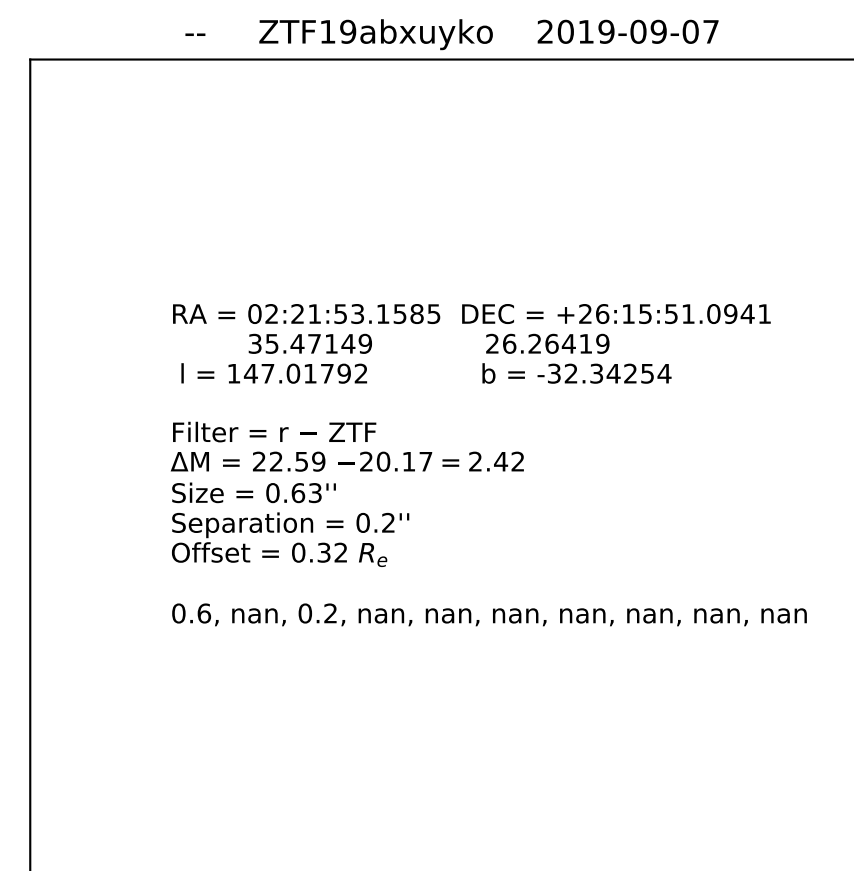 -- ZTF19abxuyko 2019-09-07
RA = 02:21:53.1585 DEC = +26:15:51.0941
35.47149 26.26419
l = 147.01792 b = -32.34254
Filter = r − ZTF
ΔM = 22.59 −20.17 = 2.42
Size = 0.63''
Separation = 0.2''
Offset = 0.32 Re
0.6, nan, 0.2, nan, nan, nan, nan, nan, nan, nan